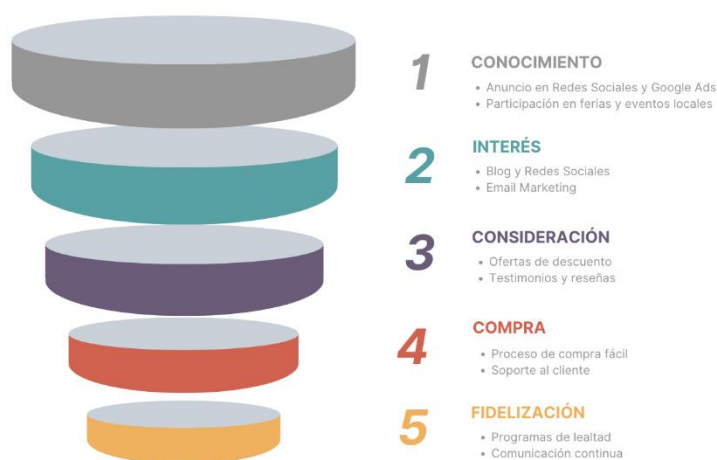 1
CONOCIMIENTO
• Anuncio en Redes Sociales y Google Ads
• Participación en ferias y eventos locales
2
INTERÉS
• Blog y Redes Sociales
• Email Marketing
3
CONSIDERACIÓN
• Ofertas de descuento
• Testimonios y reseñas
4
COMPRA
• Proceso de compra fácil
• Soporte al cliente
5
FIDELIZACIÓN
• Programas de lealtad
• Comunicación continua